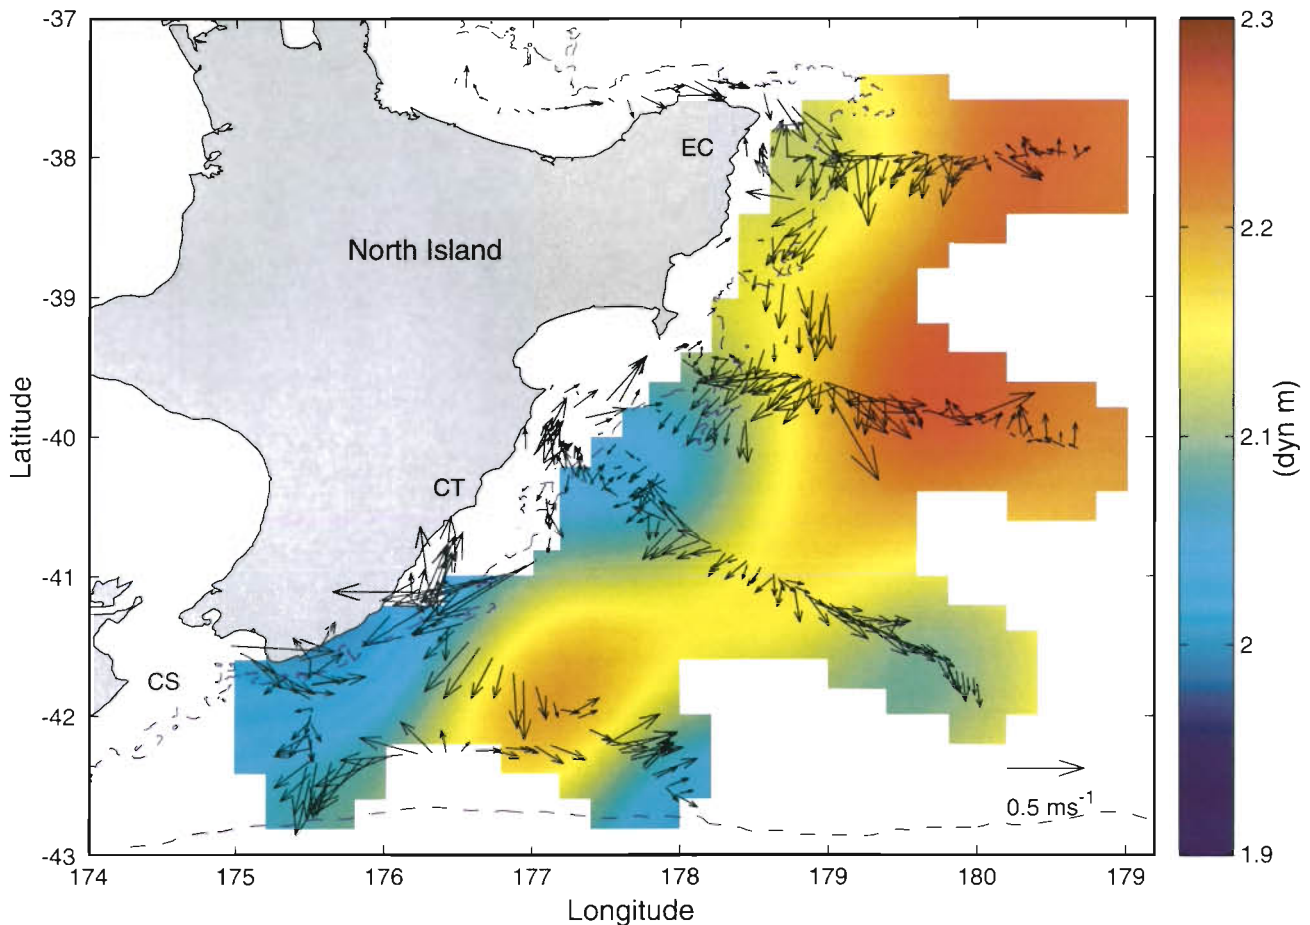 -37
-38
-39
-40
-41
-42
-43
Latitude
174
175
176
177
178
179
180
179
Longitude
North Island
EC
CT
CS
0.5 ms⁻¹
2.3
2.2
2.1
2
1.9
(dyn m)